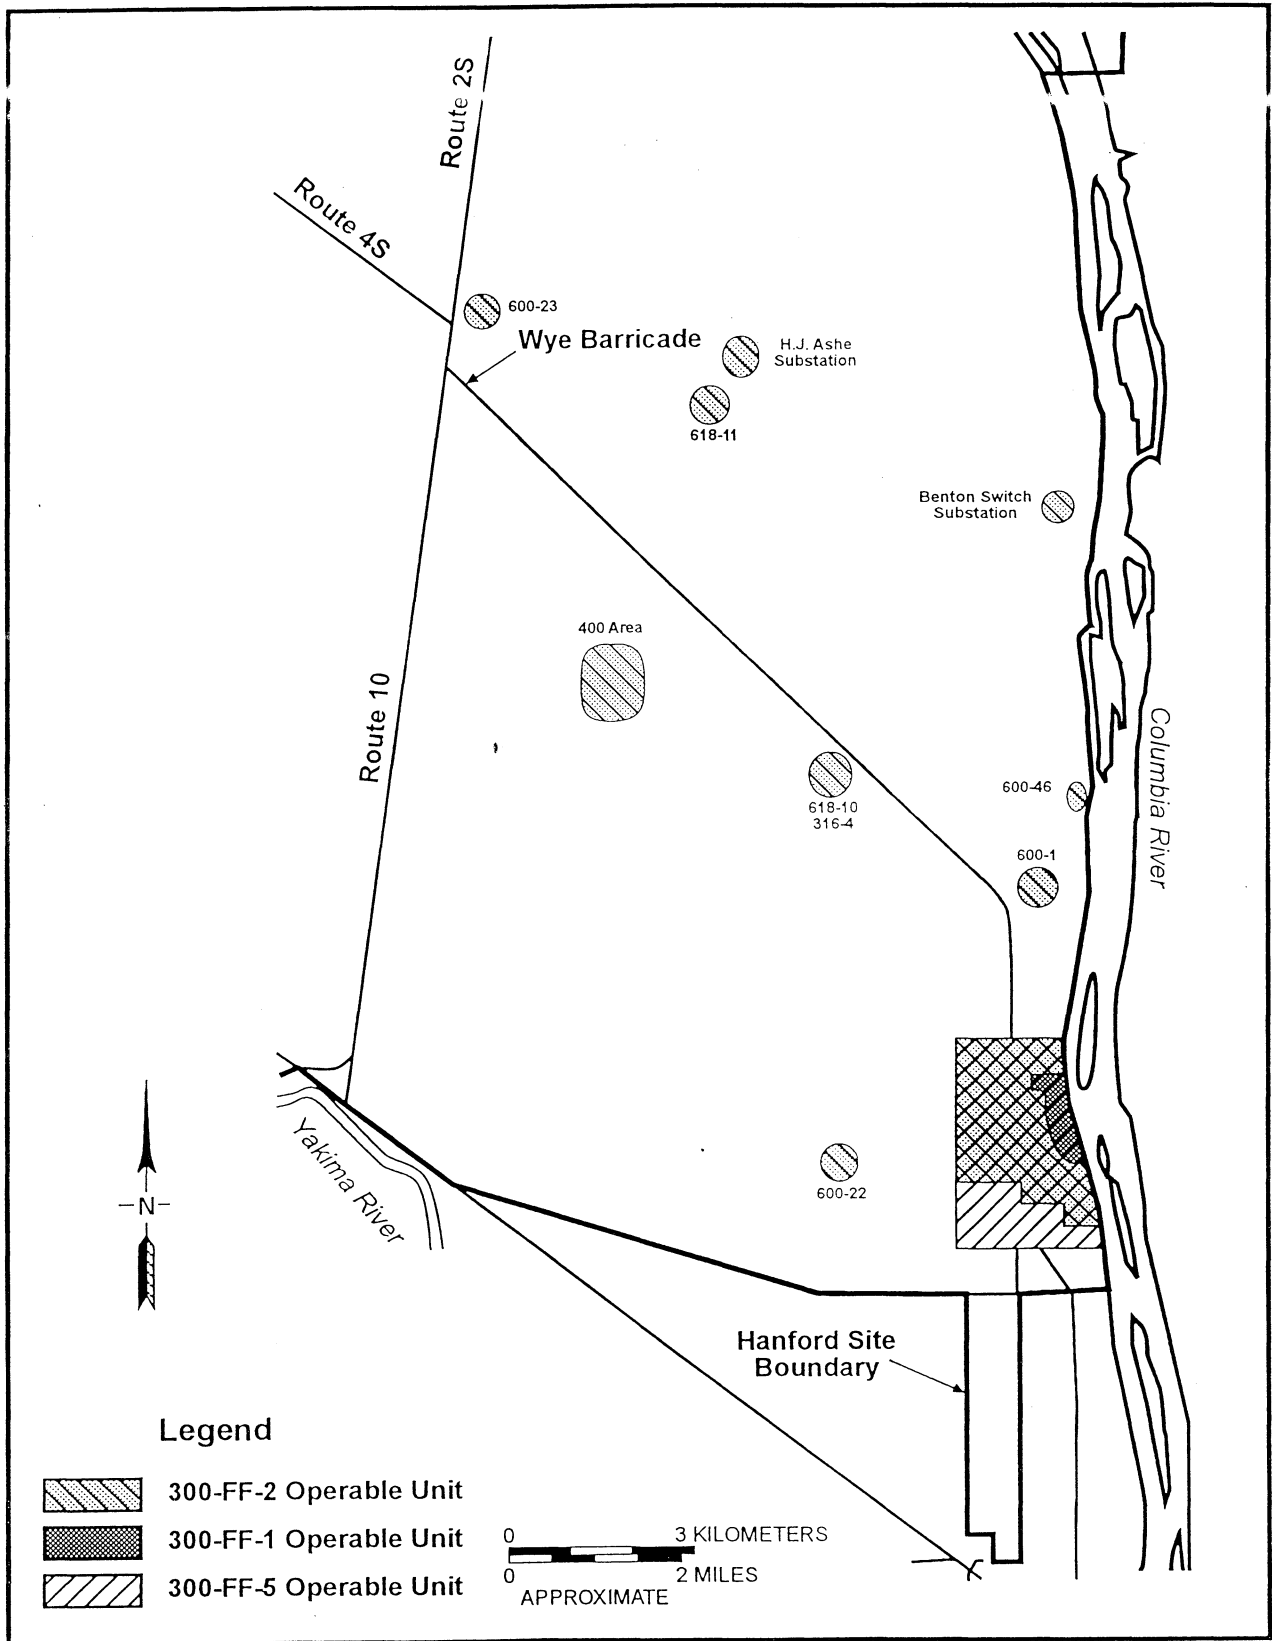 Route 2S
Route 4S
600-23
Wye Barricade
H.J. Ashe
Substation
618-11
Benton Switch
Substation
400 Area
Route 10
Columbia River
618-10
316-4
600-46
600-1
Yakima River
N
600-22
Hanford Site
Boundary
Legend
300-FF-2 Operable Unit
300-FF-1 Operable Unit
300-FF-5 Operable Unit
0 3 KILOMETERS
0 2 MILES
APPROXIMATE